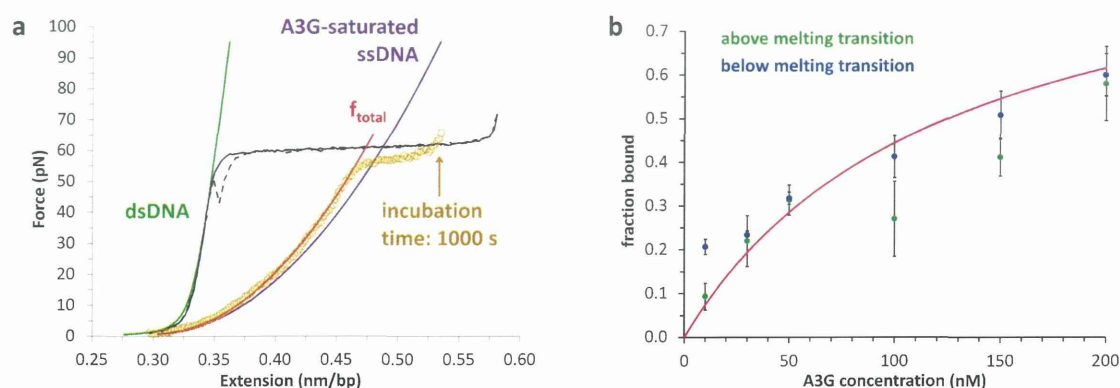 a
A3G-saturated
ssDNA
f_total
dsDNA
incubation
time: 1000 s
100
90
80
70
60
50
40
30
20
10
0
Force (pN)
0.25
0.30
0.35
0.40
0.45
0.50
0.55
0.60
Extension (nm/bp)
b
above melting transition
below melting transition
0.7
0.6
0.5
0.4
0.3
0.2
0.1
0.0
fraction bound
0
50
100
150
200
A3G concentration (nM)